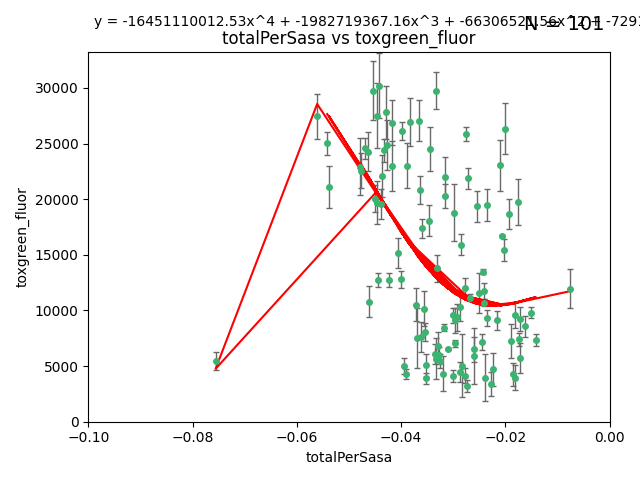 y = -16451110012.53x^4 + -1982719367.16x^3 +
N = 101
totalPerSasa vs toxgreen_fluor
30000
25000
20000
15000
10000
5000
0
toxgreen_fluor
−0.10 −0.08 −0.06 −0.04 −0.02 0.00
totalPerSasa